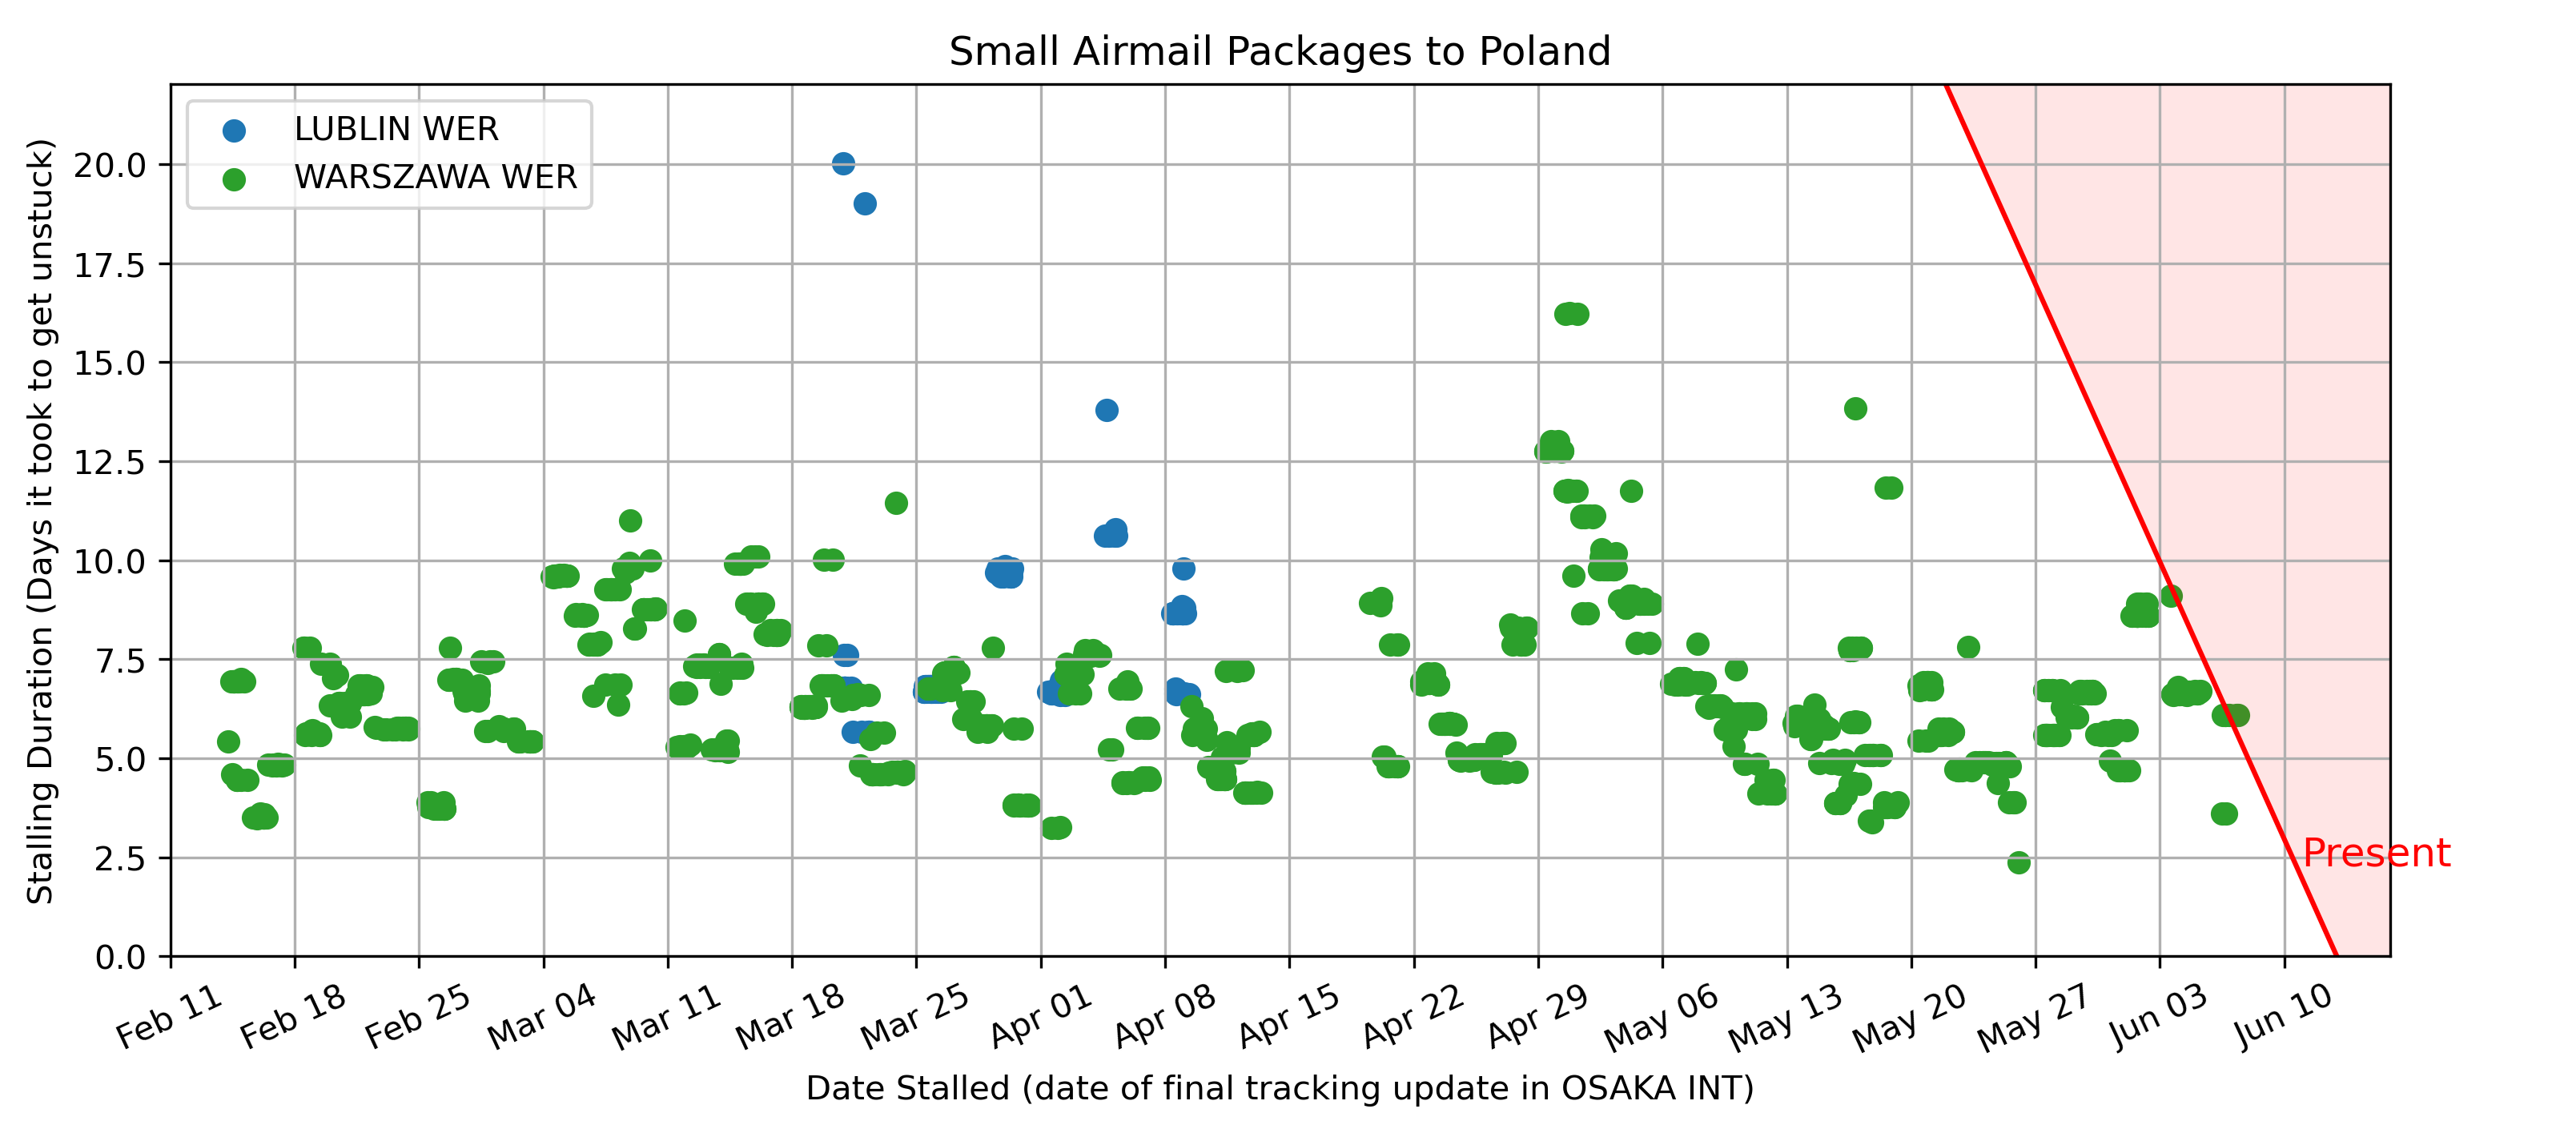 Small Airmail Packages to Poland
LUBLIN WER
WARSZAWA WER
Stalling Duration (Days it took to get unstuck)
20.0
17.5
15.0
12.5
10.0
7.5
5.0
2.5
0.0
Present
Feb 11
Feb 18
Feb 25
Mar 04
Mar 11
Mar 18
Mar 25
Apr 01
Apr 08
Apr 15
Apr 22
Apr 29
May 06
May 13
May 20
May 27
Jun 03
Jun 10
Date Stalled (date of final tracking update in OSAKA INT)